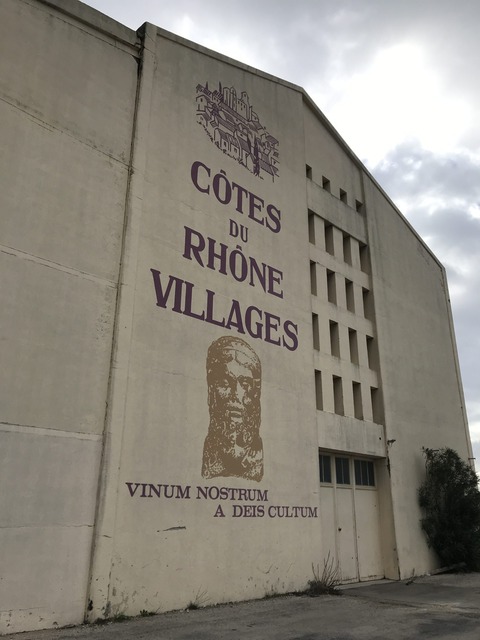 CÔTES
DU
RHÔNE
VILLAGES
VINUM NOSTRUM
A DEIS CULTUM